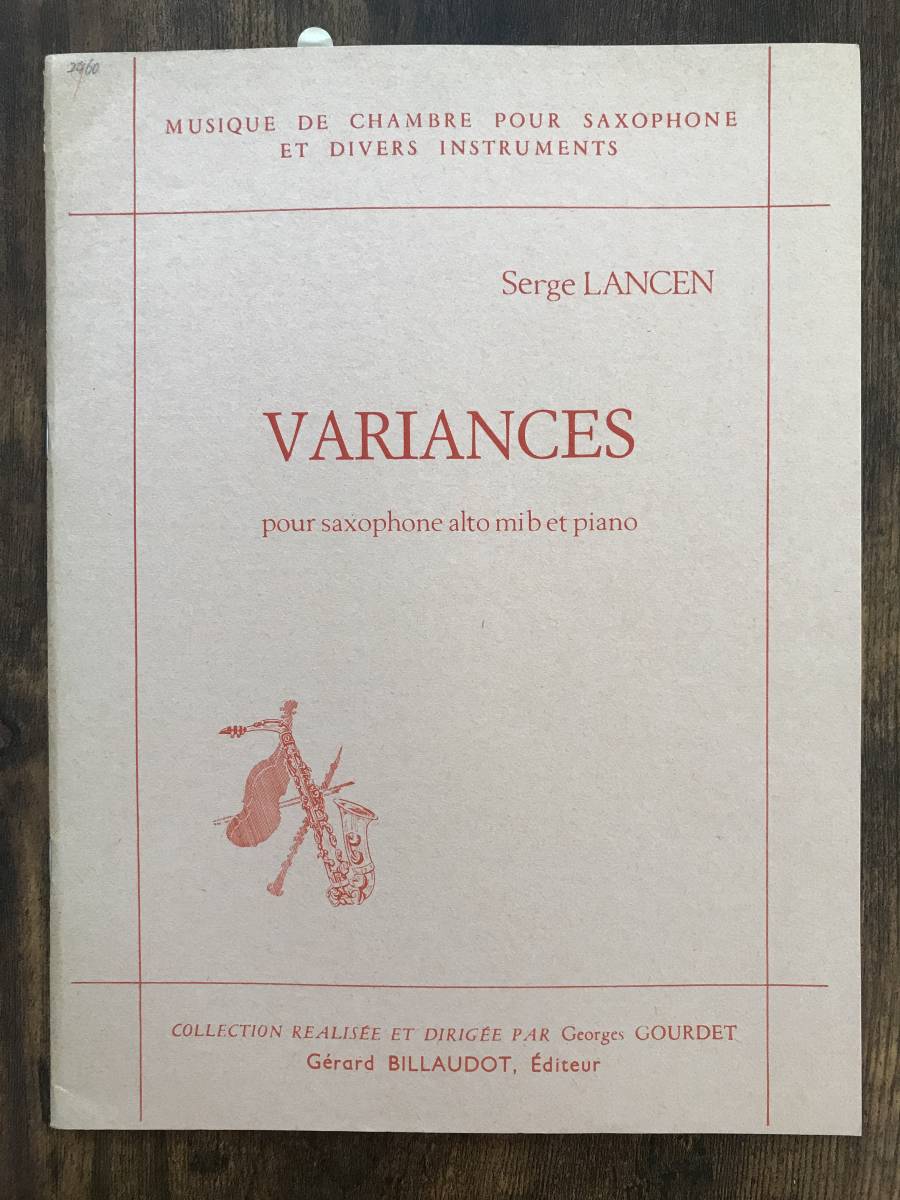 2960
MUSIQUE DE CHAMBRE POUR SAXOPHONE
ET DIVERS INSTRUMENTS
Serge LANCEN
VARIANCES
pour saxophone alto mi b et piano
COLLECTION REALISÉE ET DIRIGÉE PAR Georges GOURDET
Gérard BILLAUDOT, Éditeur